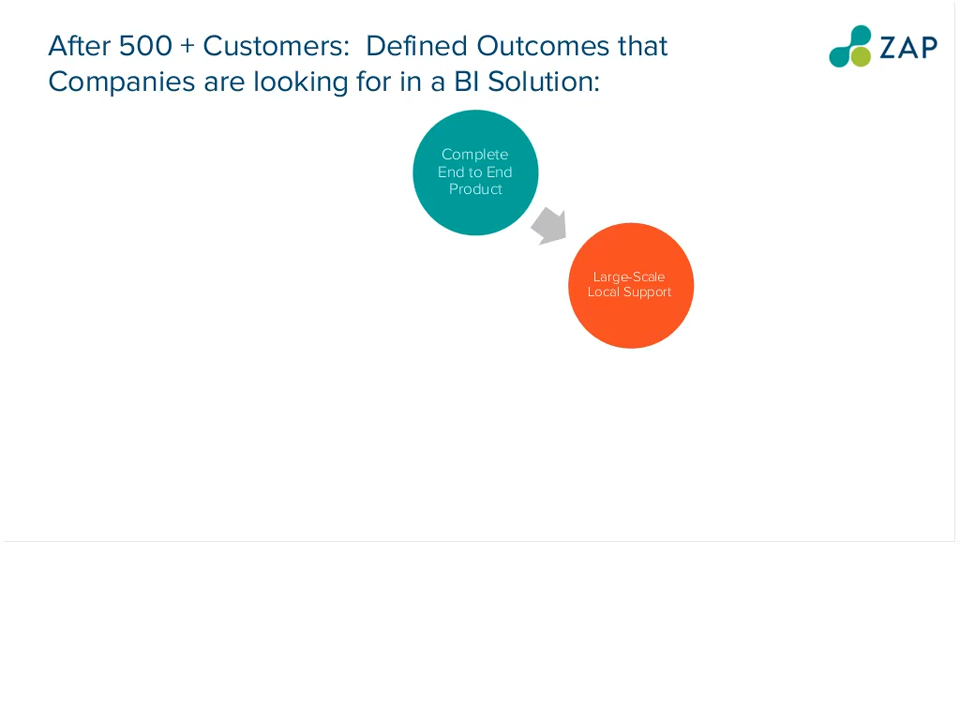 After 500 + Customers:  Defined Outcomes that
Companies are looking for in a BI Solution:
ZAP
Complete
End to End
Product
Large-Scale
Local Support